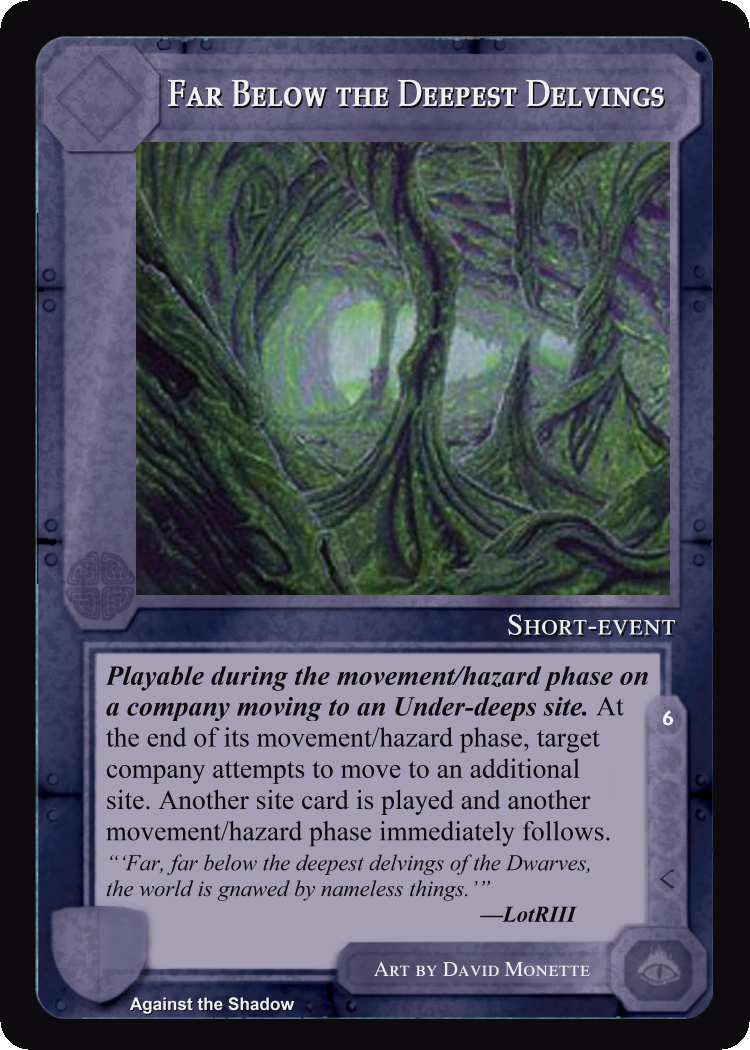 Far Below the Deepest Delvings
Short-event
Playable during the movement/hazard phase on
a company moving to an Under-deeps site. At
the end of its movement/hazard phase, target
company attempts to move to an additional
site. Another site card is played and another
movement/hazard phase immediately follows.
“‘Far, far below the deepest delvings of the Dwarves,
the world is gnawed by nameless things.’”
—LotRIII
6
Art by David Monette
Against the Shadow